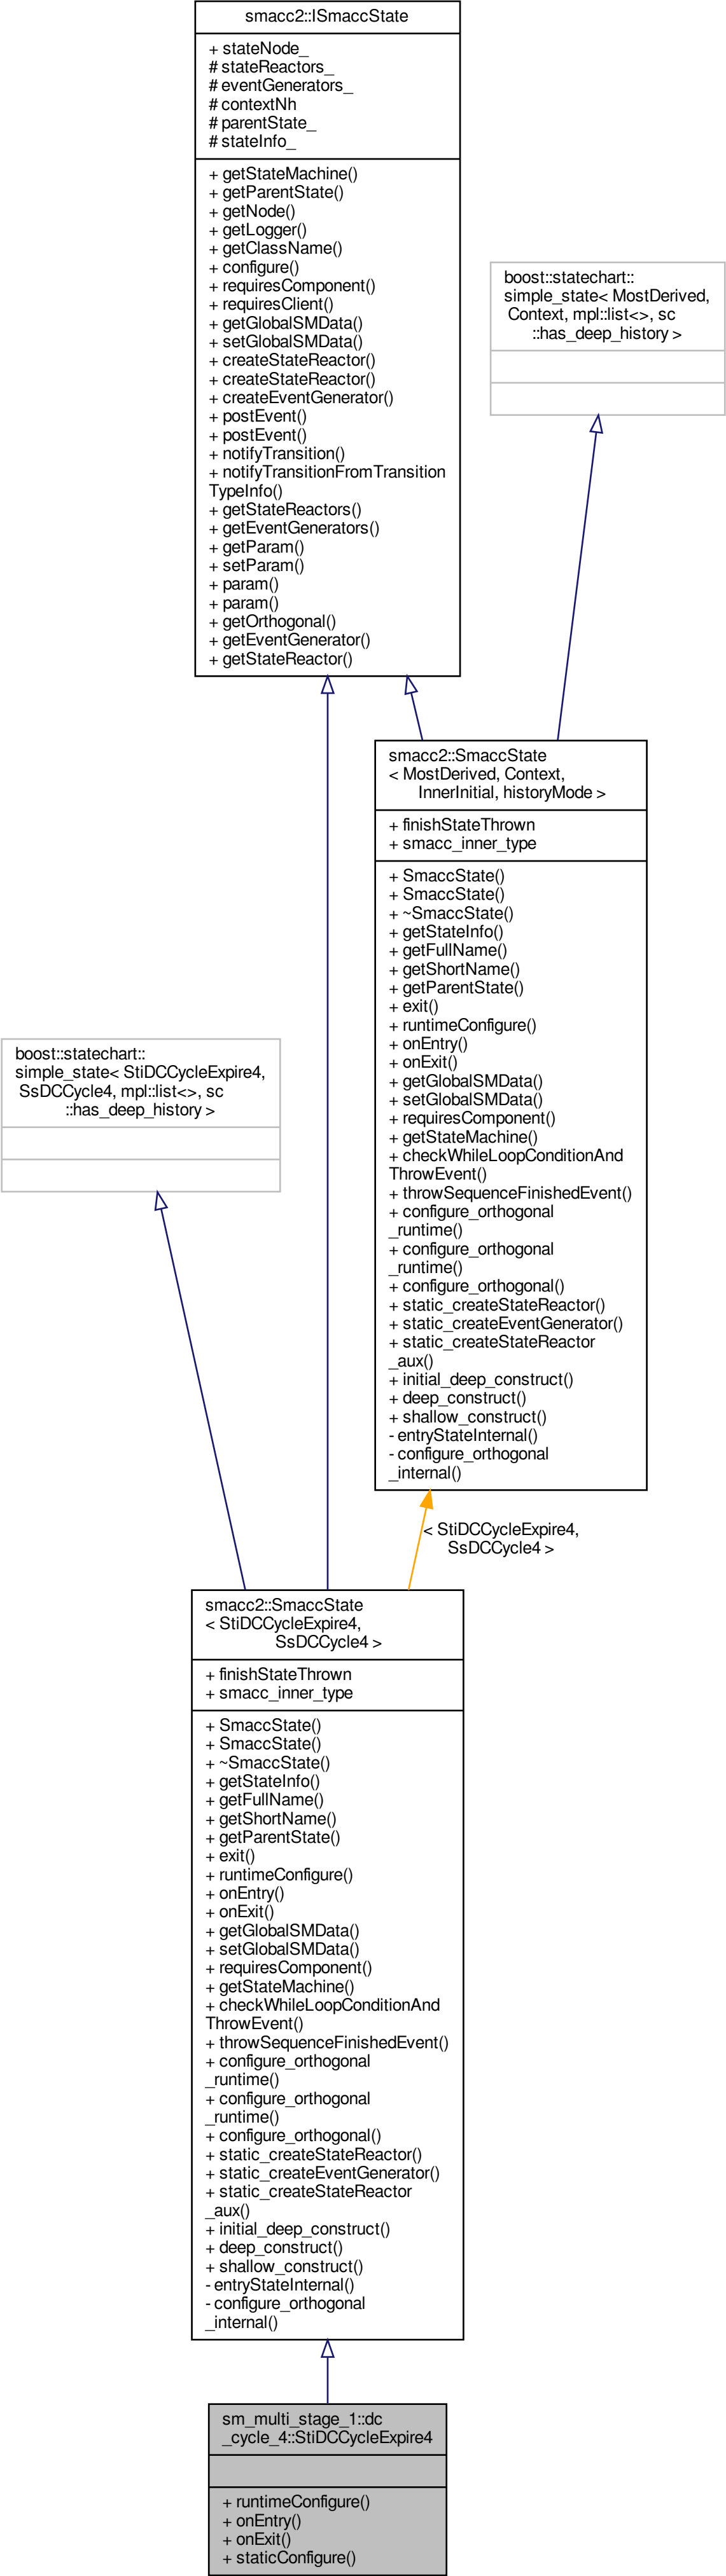 smacc2::ISmaccState
+ stateNode_
# stateReactors_
# eventGenerators_
# contextNh
# parentState_
# stateInfo_
+ getStateMachine()
+ getParentState()
+ getNode()
+ getLogger()
+ getClassName()
+ configure()
+ requiresComponent()
+ requiresClient()
+ getGlobalSMData()
+ setGlobalSMData()
+ createStateReactor()
+ createStateReactor()
+ createEventGenerator()
+ postEvent()
+ postEvent()
+ notifyTransition()
+ notifyTransitionFromTransition
TypeInfo()
+ getStateReactors()
+ getEventGenerators()
+ getParam()
+ setParam()
+ param()
+ param()
+ getOrthogonal()
+ getEventGenerator()
+ getStateReactor()
boost::statechart::
simple_state< MostDerived,
Context, mpl::list<>, sc
::has_deep_history >
smacc2::SmaccState
< MostDerived, Context,
InnerInitial, historyMode >
+ finishStateThrown
+ smacc_inner_type
+ SmaccState()
+ SmaccState()
+ ~SmaccState()
+ getStateInfo()
+ getFullName()
+ getShortName()
+ getParentState()
+ exit()
+ runtimeConfigure()
+ onEntry()
+ onExit()
+ getGlobalSMData()
+ setGlobalSMData()
+ requiresComponent()
+ getStateMachine()
+ checkWhileLoopConditionAnd
ThrowEvent()
+ throwSequenceFinishedEvent()
+ configure_orthogonal
_runtime()
+ configure_orthogonal
_runtime()
+ configure_orthogonal()
+ static_createStateReactor()
+ static_createEventGenerator()
+ static_createStateReactor
_aux()
+ initial_deep_construct()
+ deep_construct()
+ shallow_construct()
- entryStateInternal()
- configure_orthogonal
_internal()
boost::statechart::
simple_state< StiDCCycleExpire4,
SsDCCycle4, mpl::list<>, sc
::has_deep_history >
< StiDCCycleExpire4,
SsDCCycle4 >
smacc2::SmaccState
< StiDCCycleExpire4,
SsDCCycle4 >
+ finishStateThrown
+ smacc_inner_type
+ SmaccState()
+ SmaccState()
+ ~SmaccState()
+ getStateInfo()
+ getFullName()
+ getShortName()
+ getParentState()
+ exit()
+ runtimeConfigure()
+ onEntry()
+ onExit()
+ getGlobalSMData()
+ setGlobalSMData()
+ requiresComponent()
+ getStateMachine()
+ checkWhileLoopConditionAnd
ThrowEvent()
+ throwSequenceFinishedEvent()
+ configure_orthogonal
_runtime()
+ configure_orthogonal
_runtime()
+ configure_orthogonal()
+ static_createStateReactor()
+ static_createEventGenerator()
+ static_createStateReactor
_aux()
+ initial_deep_construct()
+ deep_construct()
+ shallow_construct()
- entryStateInternal()
- configure_orthogonal
_internal()
sm_multi_stage_1::dc
_cycle_4::StiDCCycleExpire4
+ runtimeConfigure()
+ onEntry()
+ onExit()
+ staticConfigure()